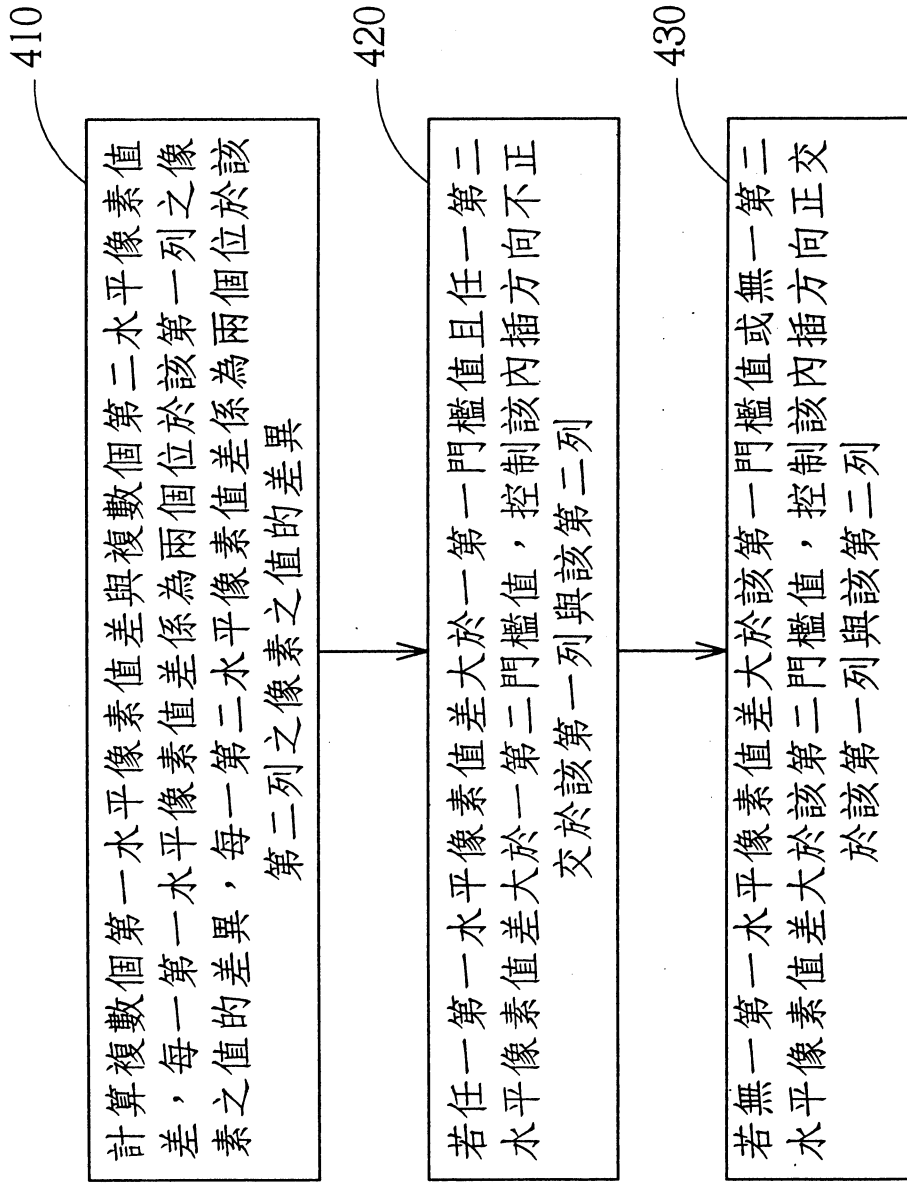 410
計算複數個第一水平像素值差與複數個第二水平像素值
差，每一第一水平像素值差係為兩個位於該第一列之像
素之值的差異，每一第二水平像素值差係為兩個位於該
第二列之像素之值的差異
420
若任一第一水平像素值差大於一第一門檻值且任一第二
水平像素值差大於一第二門檻值，控制該內插方向不正
交於該第一列與該第二列
430
若無一第一水平像素值差大於該第一門檻值或無一第二
水平像素值差大於該第二門檻值，控制該內插方向正交
於該第一列與該第二列